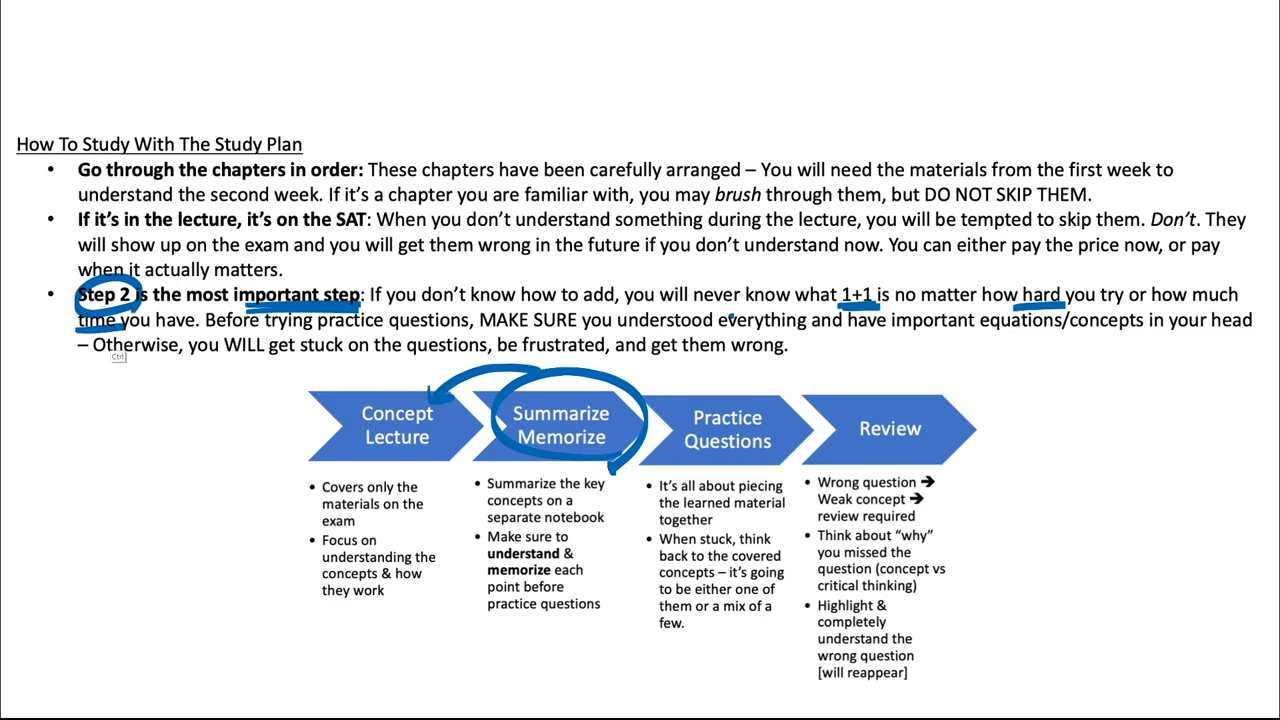 How To Study With The Study Plan
• Go through the chapters in order: These chapters have been carefully arranged – You will need the materials from the first week to
understand the second week. If it's a chapter you are familiar with, you may brush through them, but DO NOT SKIP THEM.
• If it's in the lecture, it's on the SAT: When you don't understand something during the lecture, you will be tempted to skip them. Don't. They
will show up on the exam and you will get them wrong in the future if you don't understand now. You can either pay the price now, or pay
when it actually matters.
• Step 2 is the most important step: If you don't know how to add, you will never know what 1+1 is no matter how hard you try or how much
time you have. Before trying practice questions, MAKE SURE you understood everything and have important equations/concepts in your head
– Otherwise, you WILL get stuck on the questions, be frustrated, and get them wrong.
Ctrl
Concept
Lecture
• Covers only the
materials on the
exam
• Focus on
understanding the
concepts & how
they work
Summarize
Memorize
• Summarize the key
concepts on a
separate notebook
• Make sure to
understand &
memorize each
point before
practice questions
Practice
Questions
• It's all about piecing
the learned material
together
• When stuck, think
back to the covered
concepts – it's going
to be either one of
them or a mix of a
few.
Review
• Wrong question ➔
Weak concept ➔
review required
• Think about “why”
you missed the
question (concept vs
critical thinking)
• Highlight &
completely
understand the
wrong question
[will reappear]